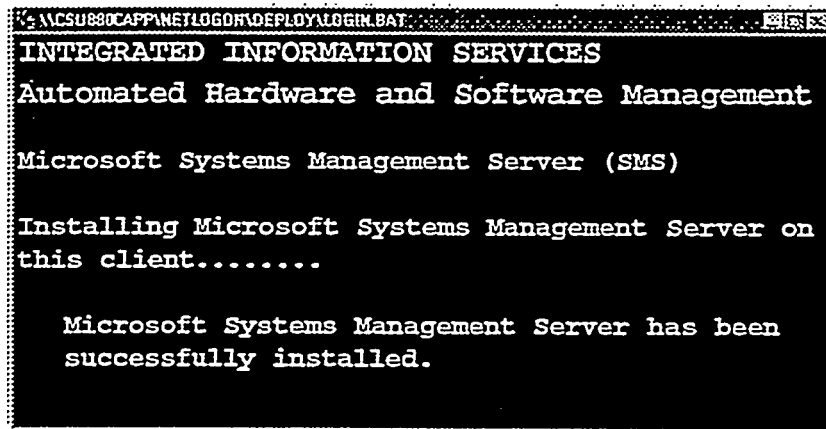 \\CSU880CAPP\NETLOGON\DEPLOY\LOGIN.BAT
INTEGRATED INFORMATION SERVICES
Automated Hardware and Software Management
Microsoft Systems Management Server (SMS)
Installing Microsoft Systems Management Server on
this client........
Microsoft Systems Management Server has been
successfully installed.